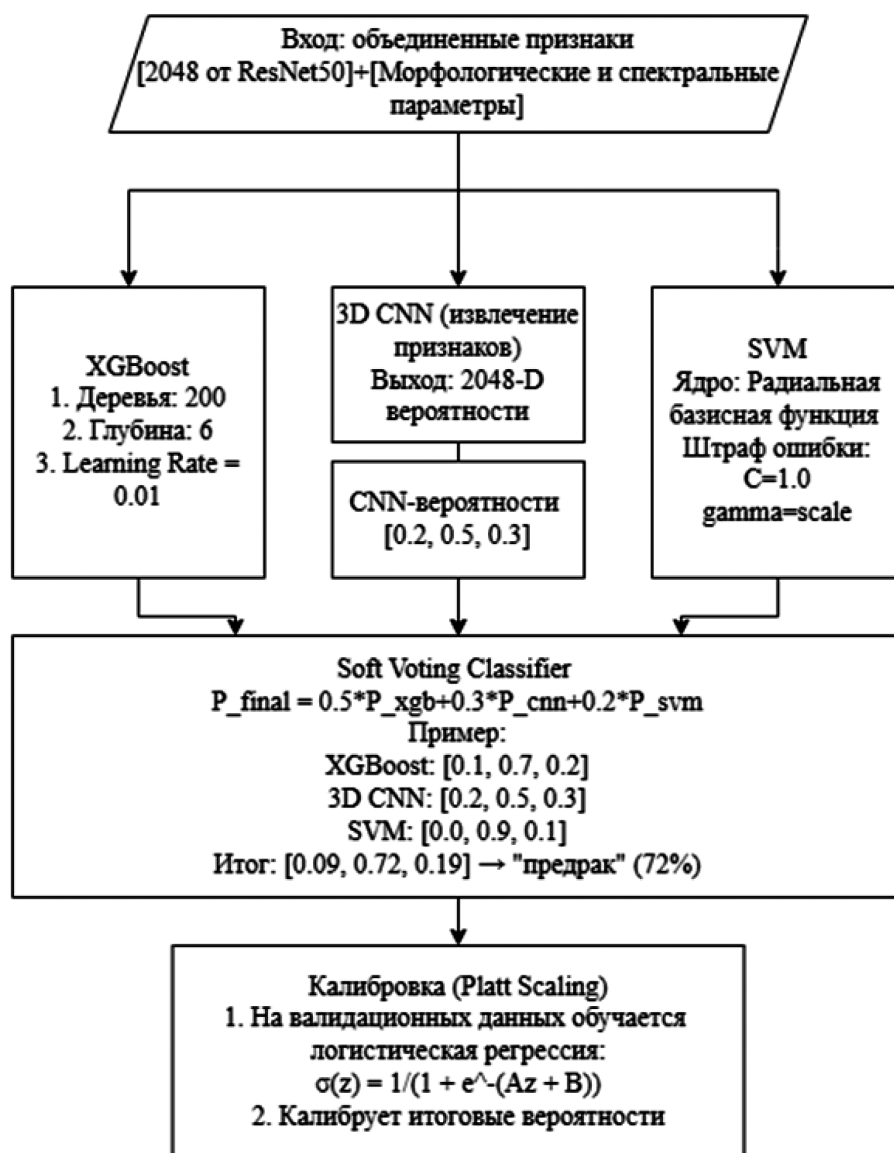 Вход: объединенные признаки
[2048 от ResNet50]+[Морфологические и спектральные
параметры]
XGBoost
1. Деревья: 200
2. Глубина: 6
3. Learning Rate =
0.01
3D CNN (извлечение
признаков)
Выход: 2048-D
вероятности
CNN-вероятности
[0.2, 0.5, 0.3]
SVM
Ядро: Радиальная
базисная функция
Штраф ошибки:
C=1.0
gamma=scale
Soft Voting Classifier
P_final = 0.5*P_xgb+0.3*P_cnn+0.2*P_svm
Пример:
XGBoost: [0.1, 0.7, 0.2]
3D CNN: [0.2, 0.5, 0.3]
SVM: [0.0, 0.9, 0.1]
Итог: [0.09, 0.72, 0.19] → "предрак" (72%)
Калибровка (Platt Scaling)
1. На валидационных данных обучается
логистическая регрессия:
σ(z) = 1/(1 + e^-(Az + B))
2. Калибрует итоговые вероятности